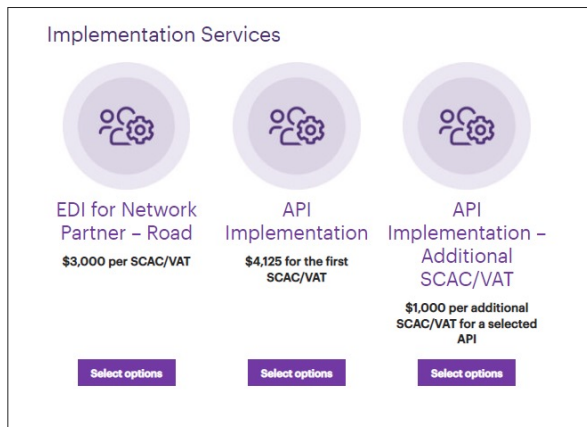 Implementation Services
EDI for Network
Partner – Road
$3,000 per SCAC/VAT
Select options
API
Implementation
$4,125 for the first
SCAC/VAT
Select options
API
Implementation –
Additional
SCAC/VAT
$1,000 per additional
SCAC/VAT for a selected
API
Select options